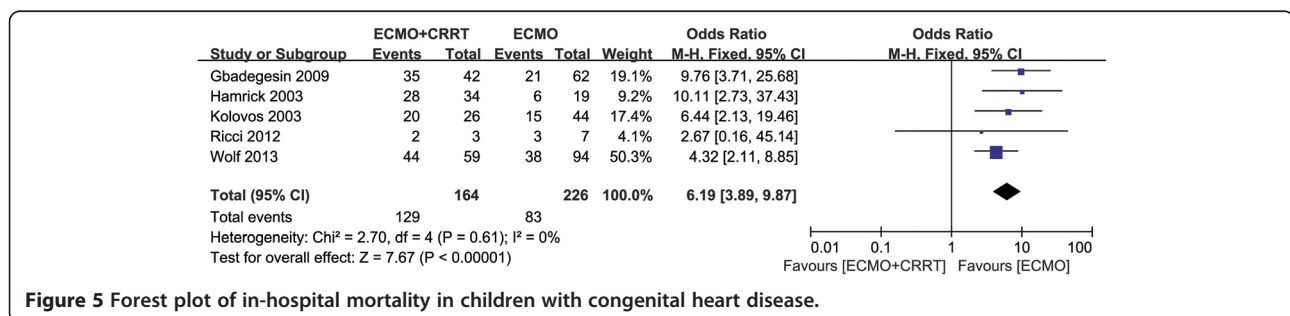 ECMO+CRRT ECMO Odds Ratio Odds Ratio
Study or Subgroup Events Total Events Total Weight M-H, Fixed, 95% CI M-H, Fixed, 95% CI
Gbadegesin 2009 35 42 21 62 19.1% 9.76 [3.71, 25.68]
Hamrick 2003 28 34 6 19 9.2% 10.11 [2.73, 37.43]
Kolovos 2003 20 26 15 44 17.4% 6.44 [2.13, 19.46]
Ricci 2012 2 3 3 7 4.1% 2.67 [0.16, 45.14]
Wolf 2013 44 59 38 94 50.3% 4.32 [2.11, 8.85]
Total (95% CI) 164 226 100.0% 6.19 [3.89, 9.87]
Total events 129 83
Heterogeneity: Chi² = 2.70, df = 4 (P = 0.61); I² = 0%
Test for overall effect: Z = 7.67 (P < 0.00001)
0.01 0.1 1 10 100
Favours [ECMO+CRRT] Favours [ECMO]
Figure 5 Forest plot of in-hospital mortality in children with congenital heart disease.